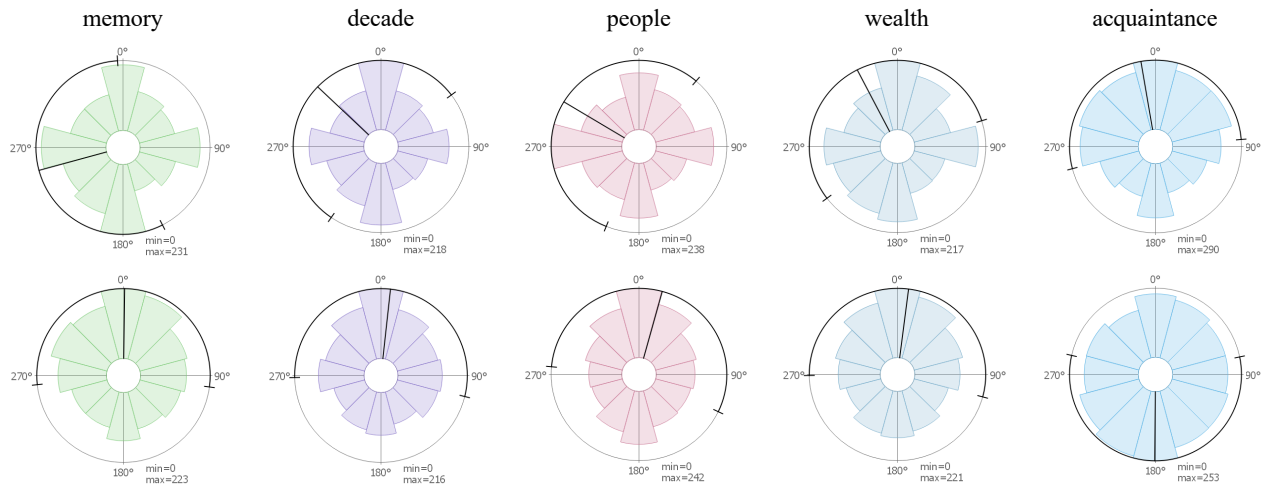 memory decade people wealth acquaintance
0° 0° 0° 0° 0°
270° 90° 270° 90° 270° 90° 270° 90° 270° 90°
180° 180° 180° 180° 180°
min=0 min=0 min=0 min=0 min=0
max=231 max=218 max=238 max=217 max=290
0° 0° 0° 0° 0°
270° 90° 270° 90° 270° 90° 270° 90° 270° 90°
180° 180° 180° 180° 180°
min=0 min=0 min=0 min=0 min=0
max=223 max=216 max=242 max=221 max=253